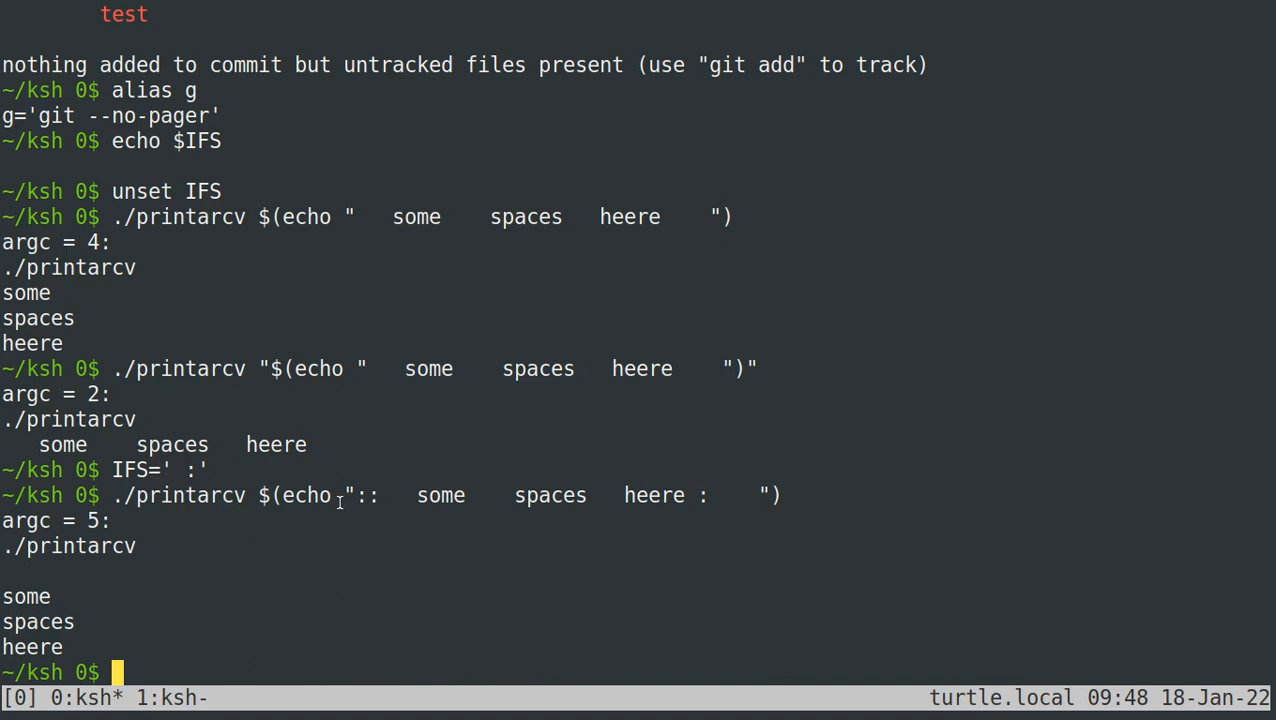 test
nothing added to commit but untracked files present (use "git add" to track)
~/ksh 0$ alias g
g='git --no-pager'
~/ksh 0$ echo $IFS
~/ksh 0$ unset IFS
~/ksh 0$ ./printarcv $(echo "   some    spaces   heere    ")
argc = 4:
./printarcv
some
spaces
heere
~/ksh 0$ ./printarcv "$(echo "   some    spaces   heere    ")"
argc = 2:
./printarcv
   some    spaces   heere
~/ksh 0$ IFS=' :'
~/ksh 0$ ./printarcv $(echo "::   some    spaces   heere :    ")
argc = 5:
./printarcv
some
spaces
heere
~/ksh 0$
[0] 0:ksh* 1:ksh- turtle.local 09:48 18-Jan-22